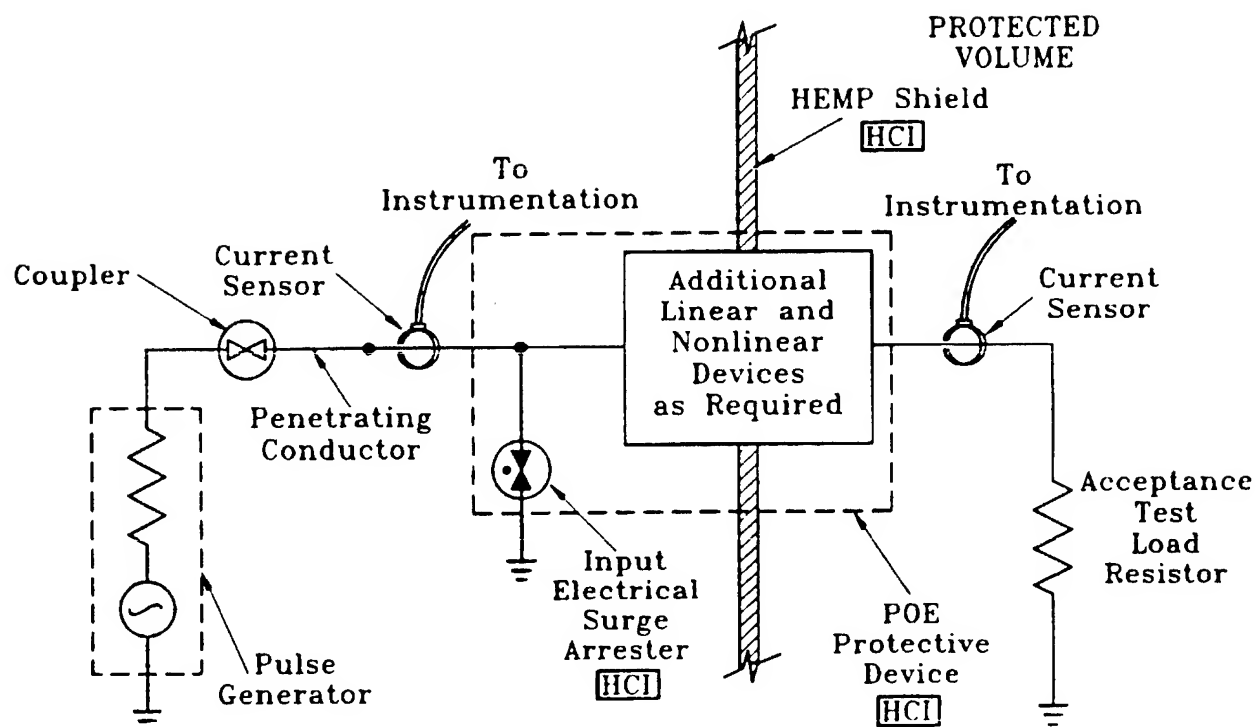 PROTECTED
VOLUME
HEMP Shield
HCI
To
Instrumentation
To
Instrumentation
Current
Sensor
Coupler
Current
Sensor
Additional
Linear and
Nonlinear
Devices
as Required
Penetrating
Conductor
Acceptance
Test
Load
Resistor
Input
Electrical
Surge
Arrester
HCI
POE
Protective
Device
HCI
Pulse
Generator